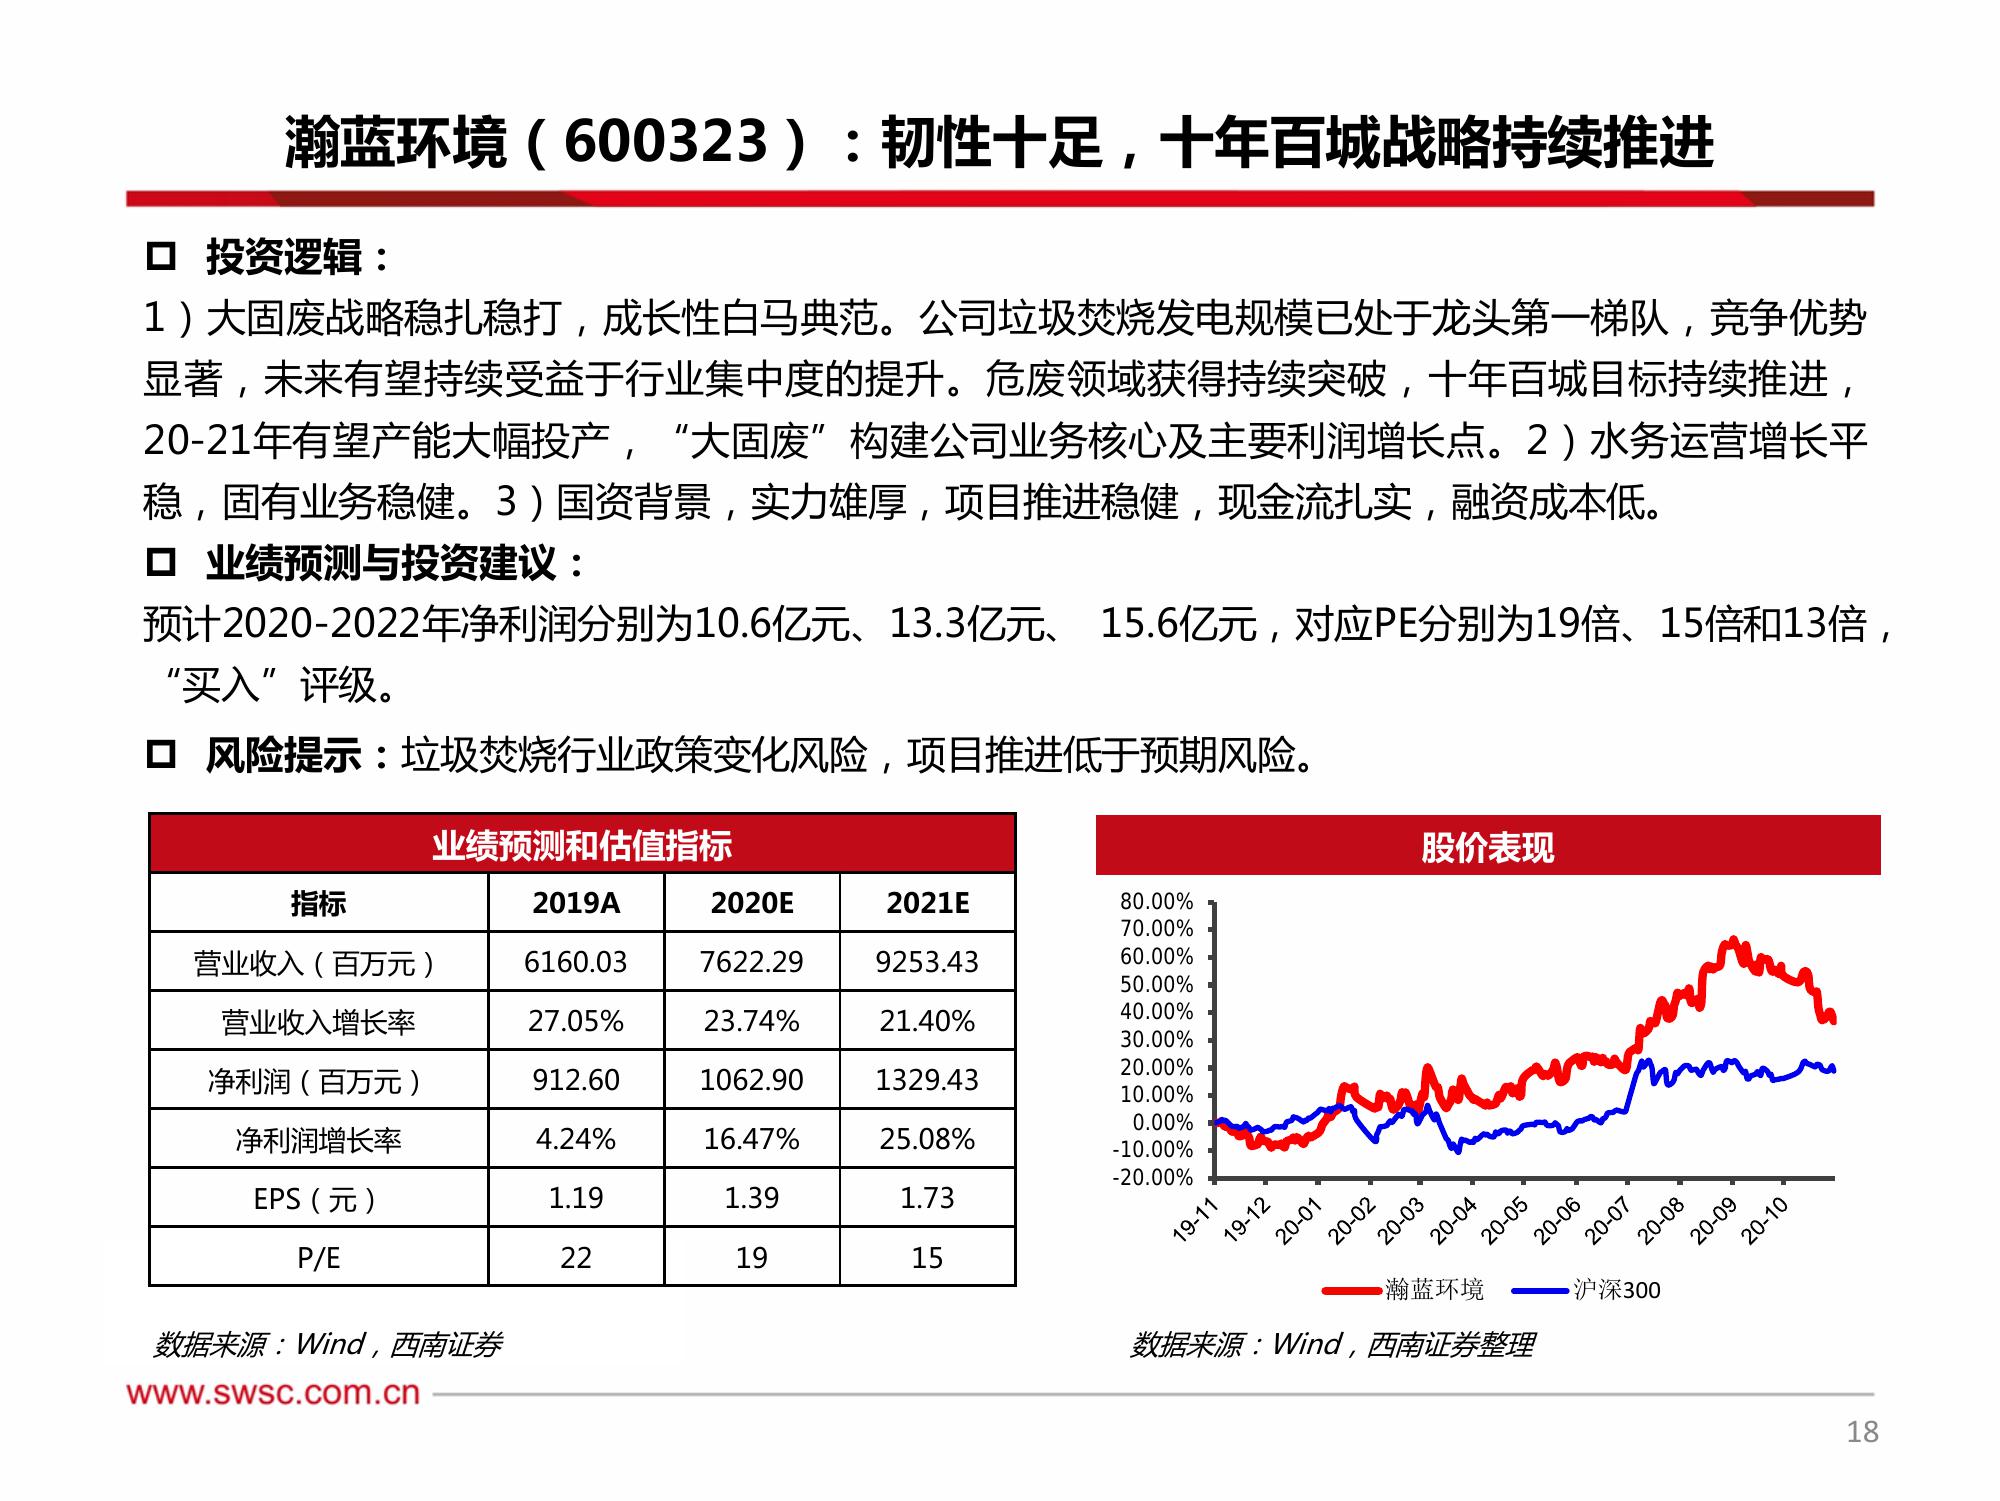 瀚蓝环境（600323）：韧性十足，十年百城战略持续推进
投资逻辑：
1）大固废战略稳扎稳打，成长性白马典范。公司垃圾焚烧发电规模已处于龙头第一梯队，竞争优势
显著，未来有望持续受益于行业集中度的提升。危废领域获得持续突破，十年百城目标持续推进，
20-21年有望产能大幅投产，“大固废”构建公司业务核心及主要利润增长点。2）水务运营增长平
稳，固有业务稳健。3）国资背景，实力雄厚，项目推进稳健，现金流扎实，融资成本低。
业绩预测与投资建议：
预计2020-2022年净利润分别为10.6亿元、13.3亿元、 15.6亿元，对应PE分别为19倍、15倍和13倍，
“买入”评级。
风险提示：垃圾焚烧行业政策变化风险，项目推进低于预期风险。
业绩预测和估值指标
指标 2019A 2020E 2021E
营业收入（百万元） 6160.03 7622.29 9253.43
营业收入增长率 27.05% 23.74% 21.40%
净利润（百万元） 912.60 1062.90 1329.43
净利润增长率 4.24% 16.47% 25.08%
EPS（元） 1.19 1.39 1.73
P/E 22 19 15
数据来源：Wind，西南证券
股价表现
80.00%
70.00%
60.00%
50.00%
40.00%
30.00%
20.00%
10.00%
0.00%
-10.00%
-20.00%
19-11 19-12 20-01 20-02 20-03 20-04 20-05 20-06 20-07 20-08 20-09 20-10
瀚蓝环境 沪深300
数据来源：Wind，西南证券整理
www.swsc.com.cn
18